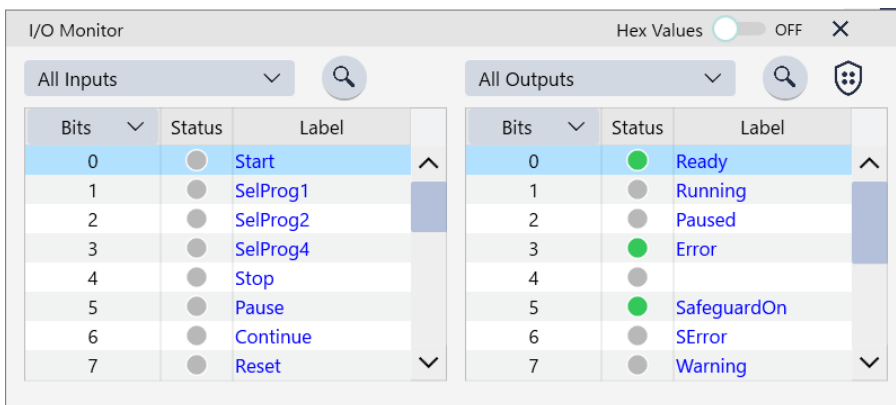 I/O Monitor Hex Values OFF
All Inputs All Outputs
Bits Status Label Bits Status Label
0 Start 0 Ready
1 SelProg1 1 Running
2 SelProg2 2 Paused
3 SelProg4 3 Error
4 Stop 4
5 Pause 5 SafeguardOn
6 Continue 6 SError
7 Reset 7 Warning